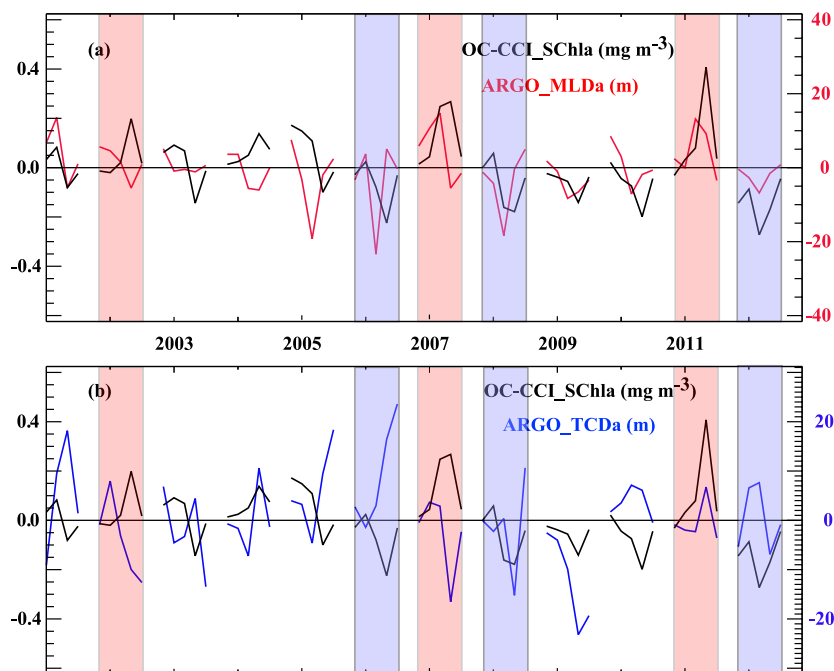 (a)
OC-CCI_SChla (mg m-3)
ARGO_MLDa (m)
0.4
0.0
-0.4
40
20
0
-20
-40
2003 2005 2007 2009 2011
(b)
OC-CCI_SChla (mg m-3)
ARGO_TCDa (m)
0.4
0.0
-0.4
20
0
-20